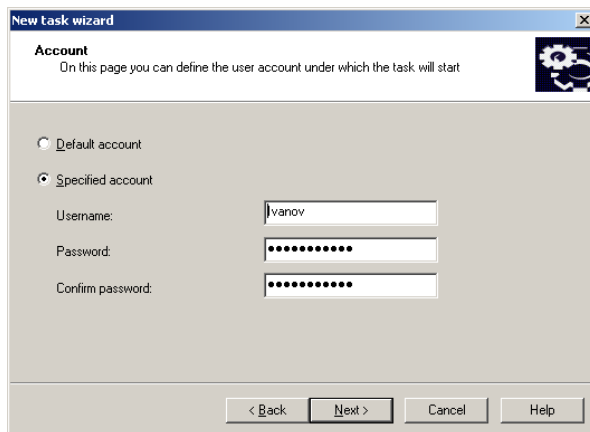 New task wizard
Account
On this page you can define the user account under which the task will start
Default account
Specified account
Username: Ivanov
Password: ●●●●●●●●●●●
Confirm password: ●●●●●●●●●●●
< Back Next > Cancel Help